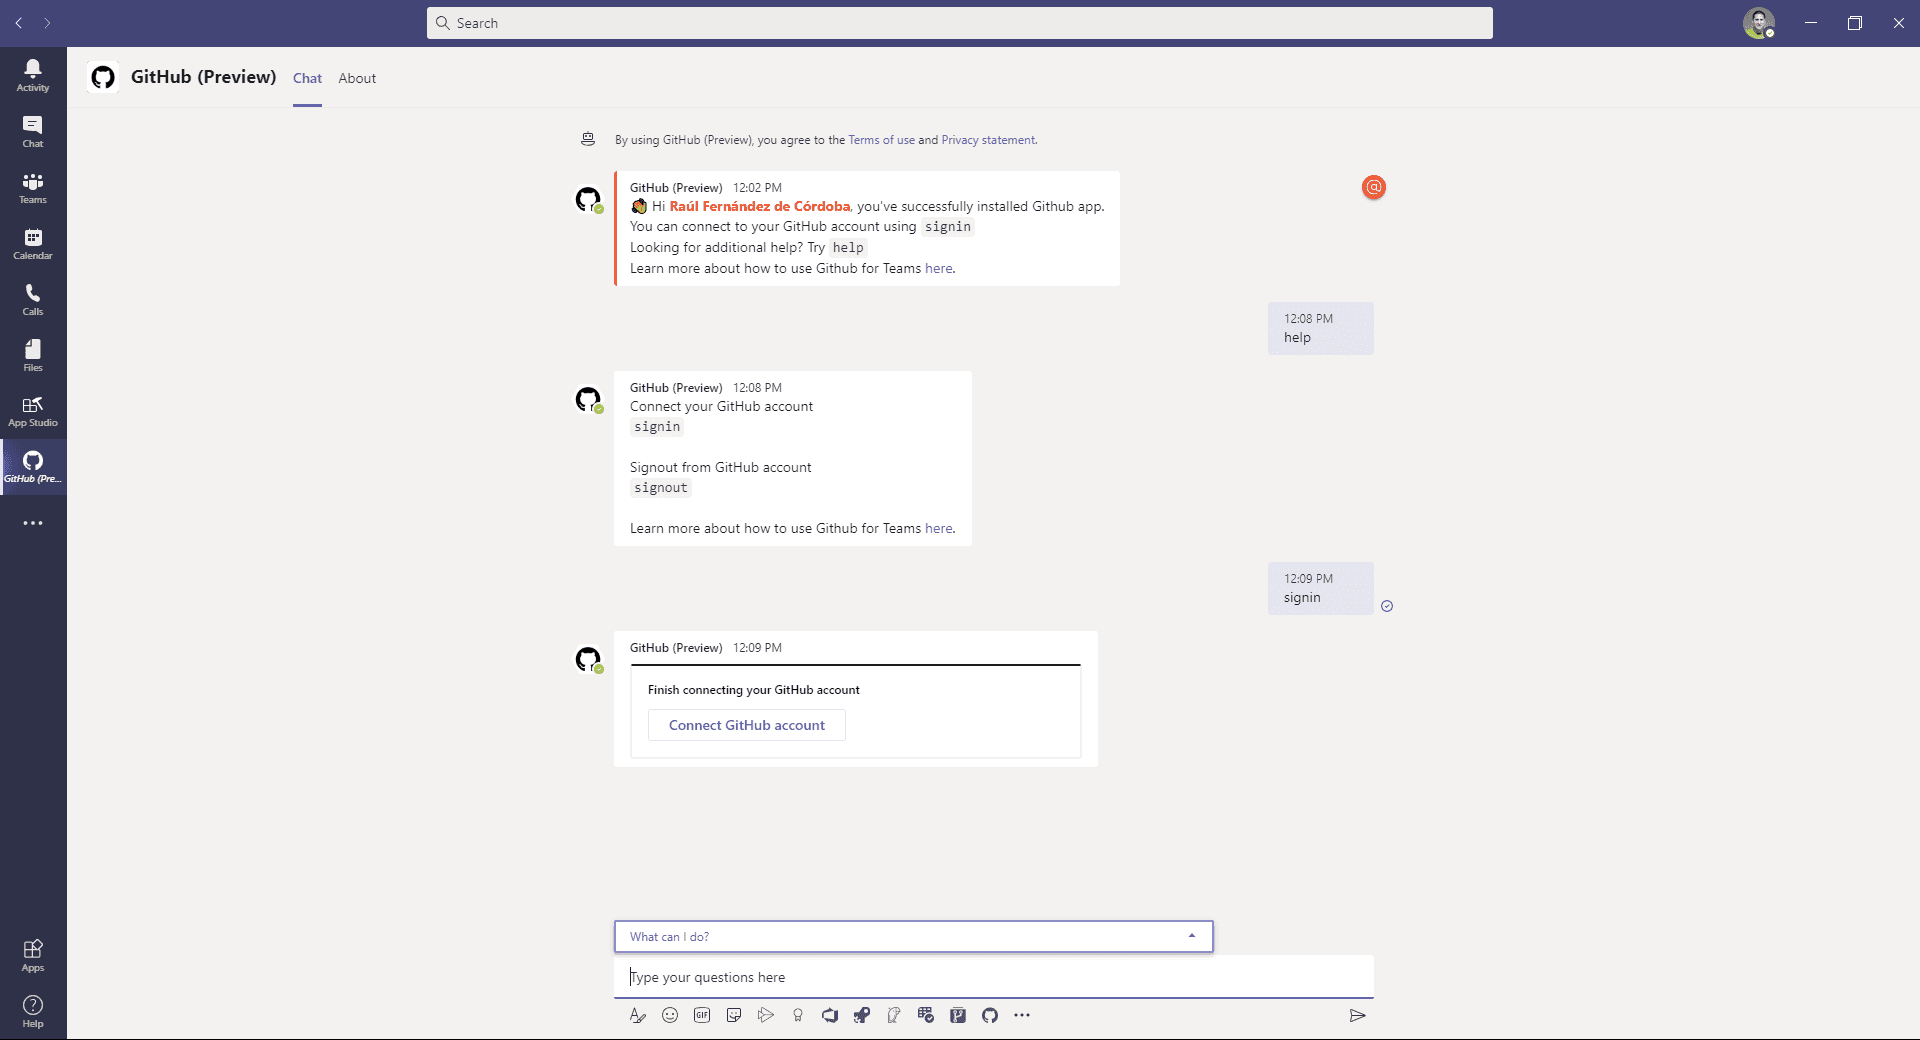 Search
Activity
Chat
Teams
Calendar
Calls
Files
App Studio
GitHub (Pre...
Apps
Help
GitHub (Preview)
Chat
About
By using GitHub (Preview), you agree to the Terms of use and Privacy statement.
GitHub (Preview) 12:02 PM
Hi Raúl Fernández de Córdoba, you've successfully installed Github app.
You can connect to your GitHub account using signin
Looking for additional help? Try help
Learn more about how to use Github for Teams here.
12:08 PM
help
GitHub (Preview) 12:08 PM
Connect your GitHub account
signin
Signout from GitHub account
signout
Learn more about how to use Github for Teams here.
12:09 PM
signin
GitHub (Preview) 12:09 PM
Finish connecting your GitHub account
Connect GitHub account
What can I do?
Type your questions here
GIF